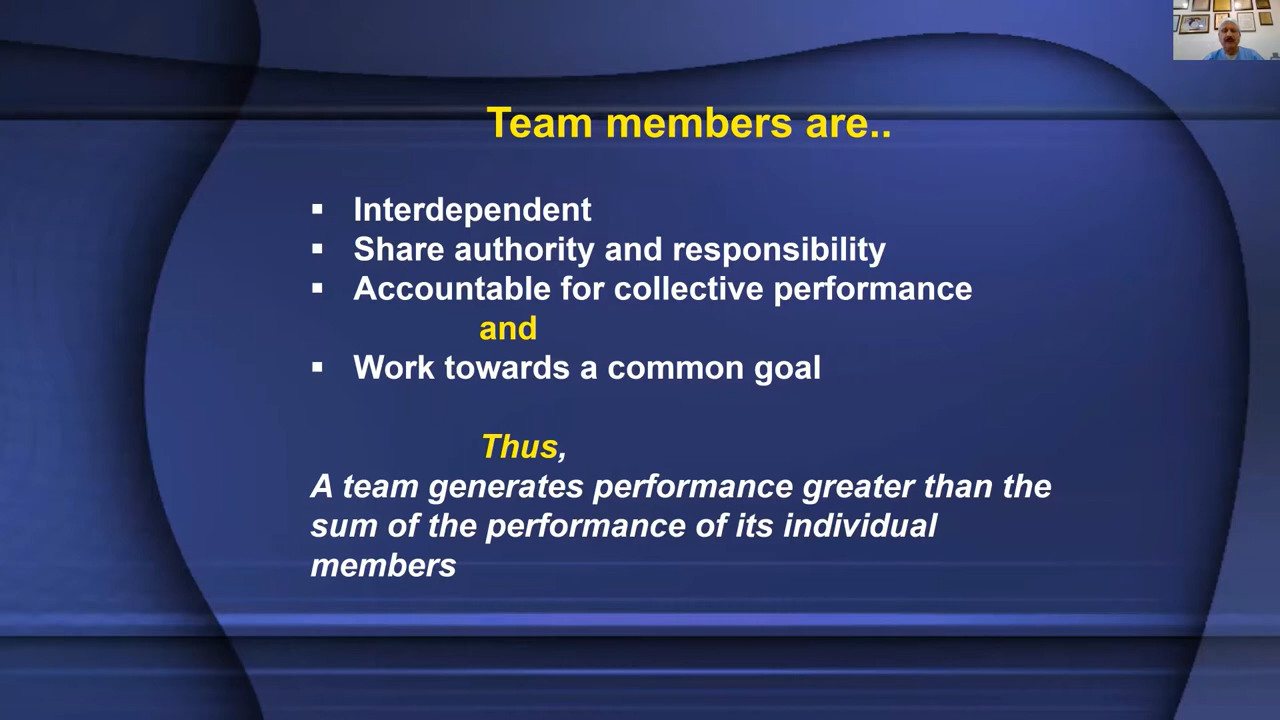 Team members are..
▪ Interdependent
▪ Share authority and responsibility
▪ Accountable for collective performance
and
▪ Work towards a common goal
Thus,
A team generates performance greater than the
sum of the performance of its individual
members